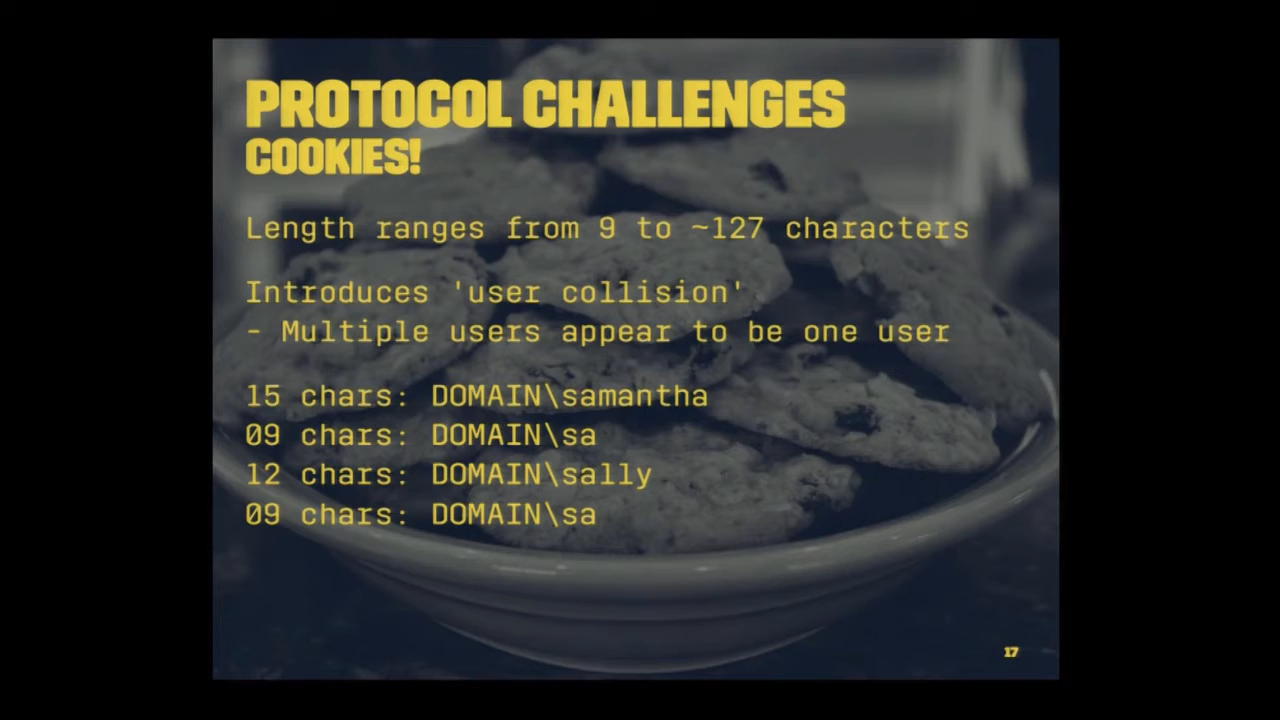 PROTOCOL CHALLENGES
COOKIES!
Length ranges from 9 to ~127 characters
Introduces 'user collision'
- Multiple users appear to be one user
15 chars: DOMAIN\samantha
09 chars: DOMAIN\sa
12 chars: DOMAIN\sally
09 chars: DOMAIN\sa
17